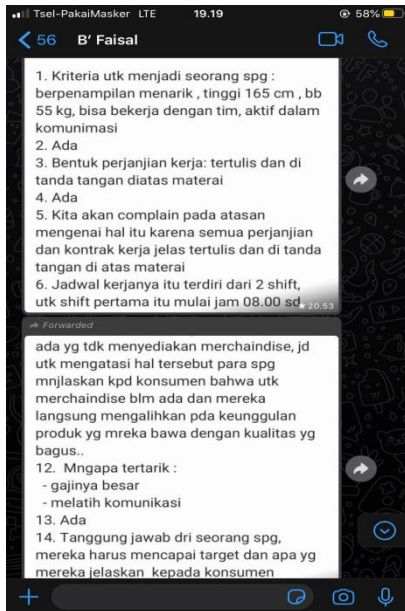 Tsel-PakaiMasker LTE 19.19 58%
56 B' Faisal
1. Kriteria utk menjadi seorang spg :
berpenampilan menarik , tinggi 165 cm , bb
55 kg, bisa bekerja dengan tim, aktif dalam
komunimasi
2. Ada
3. Bentuk perjanjian kerja: tertulis dan di
tanda tangan diatas materai
4. Ada
5. Kita akan complain pada atasan
mengenai hal itu karena semua perjanjian
dan kontrak kerja jelas tertulis dan di tanda
tangan di atas materai
6. Jadwal kerjanya itu terdiri dari 2 shift,
utk shift pertama itu mulai jam 08.00 sd
20.53
Forwarded
ada yg tdk menyediakan merchaindise, jd
utk mengatasi hal tersebut para spg
mnjlaskan kpd konsumen bahwa utk
merchaindise blm ada dan mereka
langsung mengalihkan pda keunggulan
produk yg mreka bawa dengan kualitas yg
bagus..
12. Mngapa tertarik :
- gajinya besar
- melatih komunikasi
13. Ada
14. Tanggung jawab dri seorang spg,
mereka harus mencapai target dan apa yg
mereka jelaskan kepada konsumen